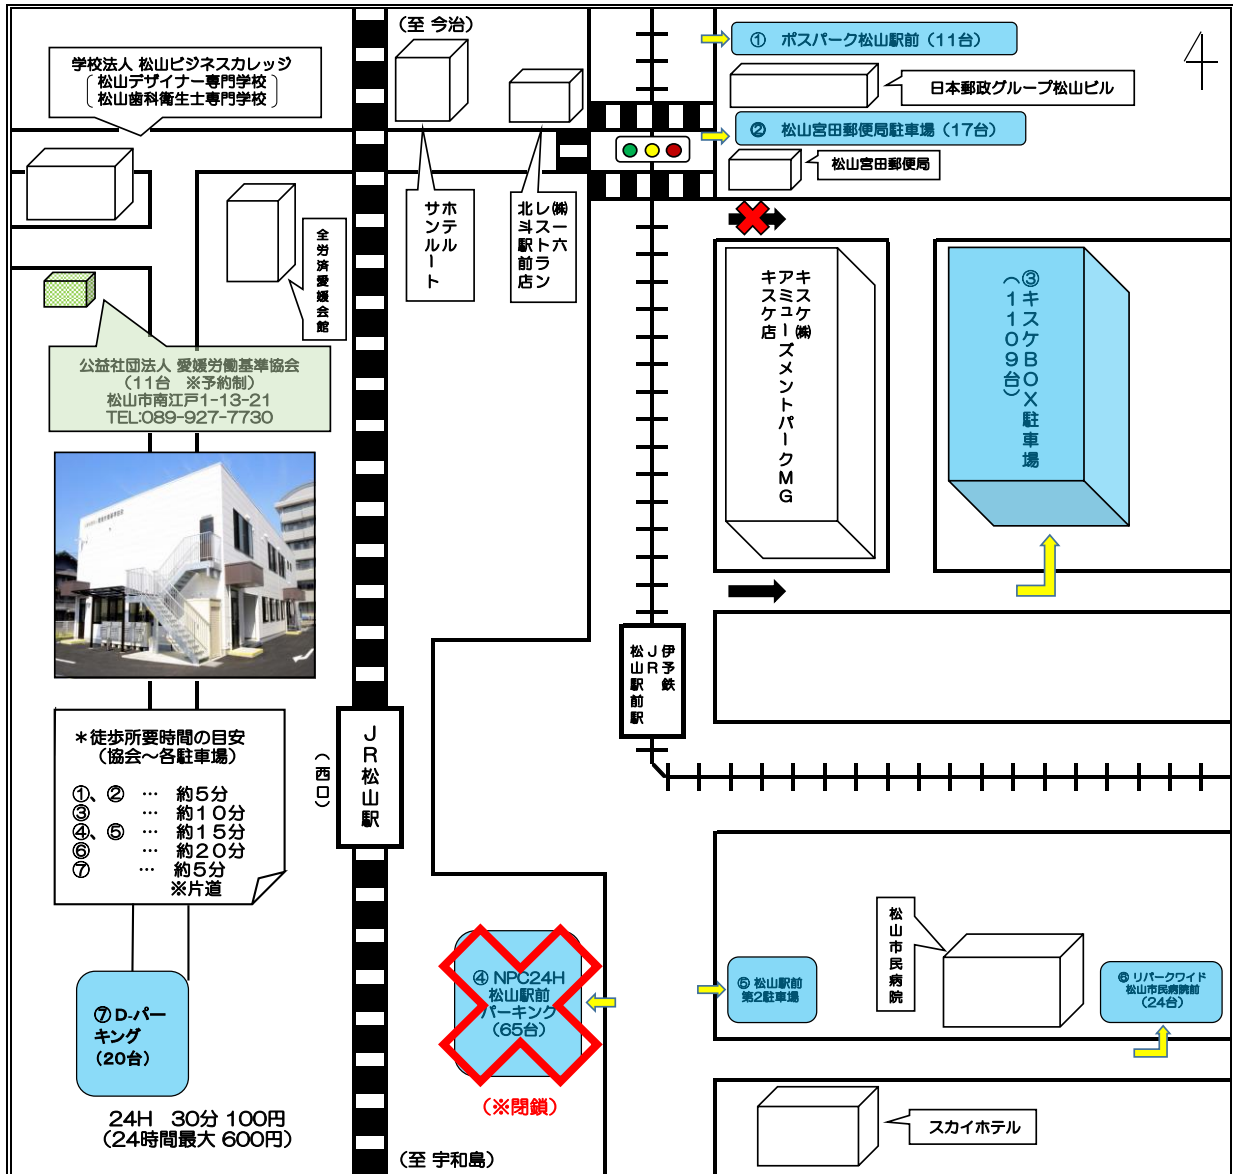 (至 今治)
① ポスパーク松山駅前(11台)
学校法人 松山ビジネスカレッジ
松山デザイナー専門学校
松山歯科衛生士専門学校
日本郵政グループ松山ビル
② 松山宮田郵便局駐車場(17台)
松山宮田郵便局
ホテル
サンルート
㈱一六
レストラン
北斗駅前店
全労済愛媛会館
キスケ㈱
アミューズメントパークMG
キスケ店
③キスケBOX駐車場
(1109台)
公益社団法人 愛媛労働基準協会
(11台 ※予約制)
松山市南江戸1-13-21
TEL:089-927-7730
伊予鉄
JR
松山駅前駅
JR松山駅
(西口)
*徒歩所要時間の目安
(協会~各駐車場)
①、② … 約5分
③ … 約10分
④、⑤ … 約15分
⑥ … 約20分
⑦ … 約5分
※片道
④ NPC24H
松山駅前
パーキング
(65台)
(※閉鎖)
⑤ 松山駅前
第2駐車場
松山市民病院
⑥ リパークワイド
松山市民病院前
(24台)
⑦ D-パー
キング
(20台)
24H 30分 100円
(24時間最大 600円)
スカイホテル
(至 宇和島)